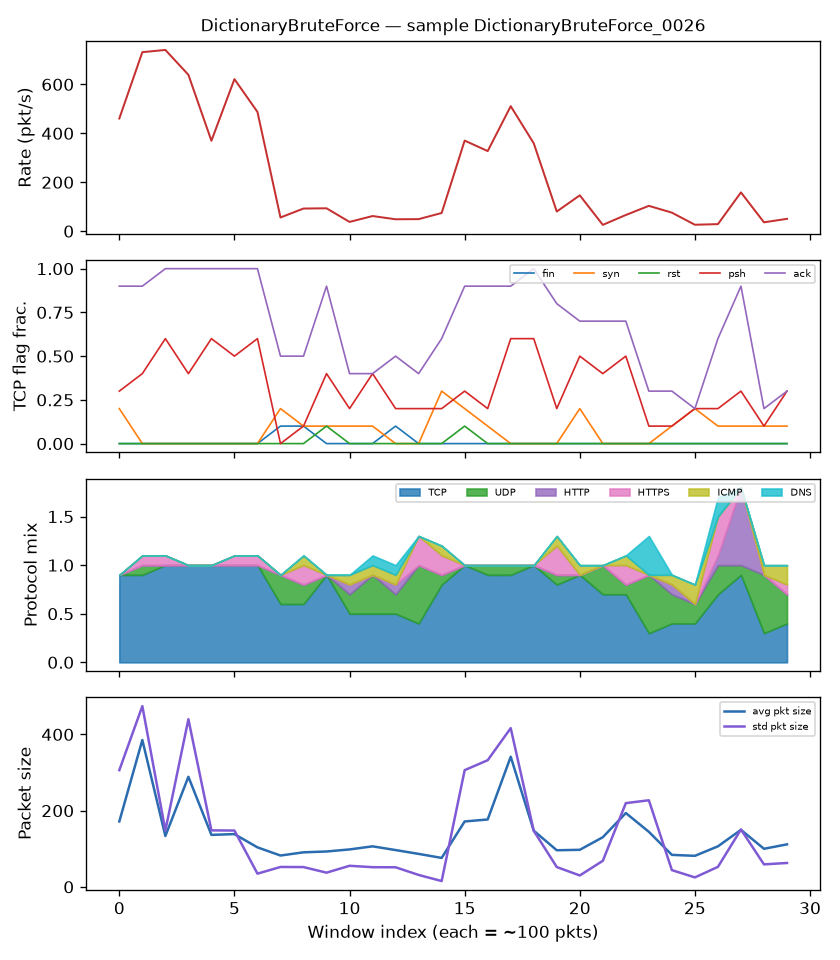 DictionaryBruteForce — sample DictionaryBruteForce_0026
Rate (pkt/s)
600
400
200
0
TCP flag frac.
1.00
0.75
0.50
0.25
0.00
fin syn rst psh ack
Protocol mix
1.5
1.0
0.5
0.0
TCP UDP HTTP HTTPS ICMP DNS
Packet size
400
200
0
avg pkt size
std pkt size
0 5 10 15 20 25 30
Window index (each = ~100 pkts)